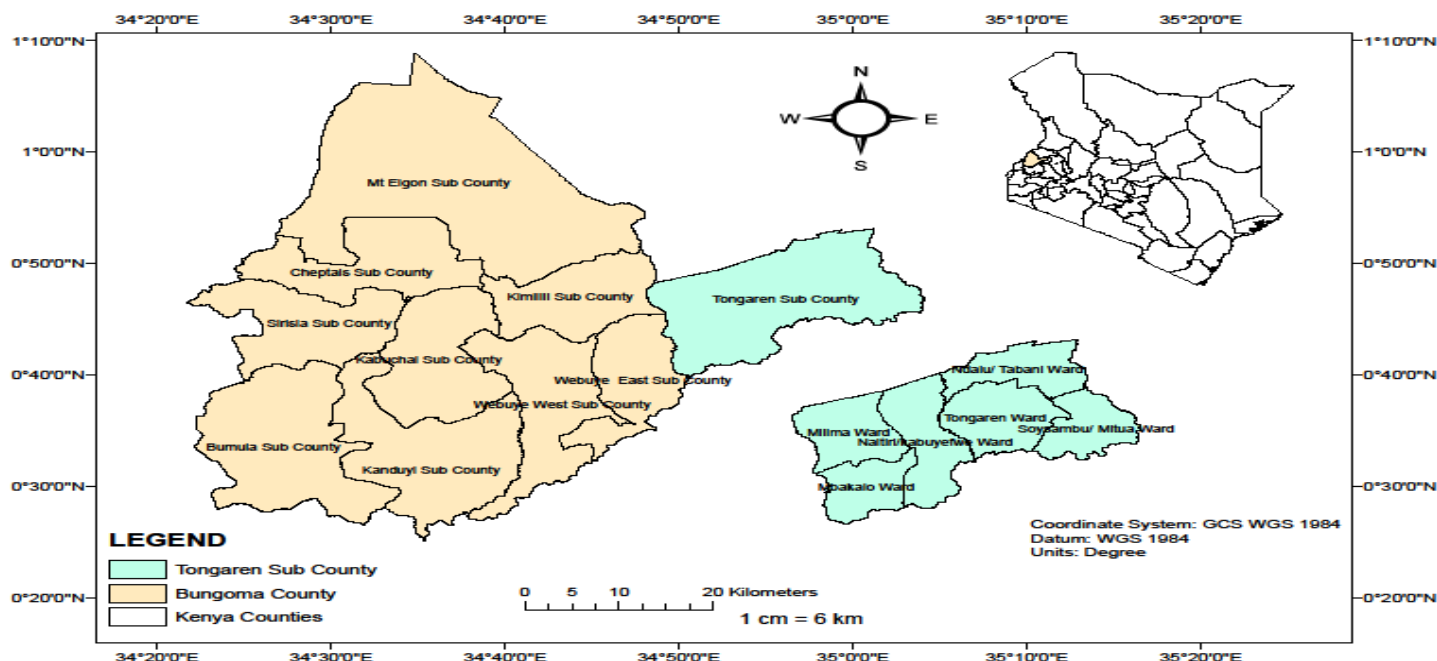 34°20'0"E 34°30'0"E 34°40'0"E 34°50'0"E 35°0'0"E 35°10'0"E 35°20'0"E
1°10'0"N 1°10'0"N
N
W E
S
1°0'0"N 1°0'0"N
Mt Elgon Sub County
0°50'0"N 0°50'0"N
Cheptais Sub County
Kimilili Sub County
Tongaren Sub County
Sirisia Sub County
Kabuchai Sub County
0°40'0"N 0°40'0"N
Ndalu/ Tabani Ward
Webuye East Sub County
Webuye West Sub County
Tongaren Ward
Soysambu/ Mitua Ward
Milima Ward
Naitiri/kabuyefwe Ward
Bumula Sub County
Kanduyi Sub County
Mbakalo Ward
0°30'0"N 0°30'0"N
Coordinate System: GCS WGS 1984
Datum: WGS 1984
Units: Degree
LEGEND
Tongaren Sub County
Bungoma County
Kenya Counties
0 5 10 20 Kilometers
1 cm = 6 km
0°20'0"N 0°20'0"N
34°20'0"E 34°30'0"E 34°40'0"E 34°50'0"E 35°0'0"E 35°10'0"E 35°20'0"E